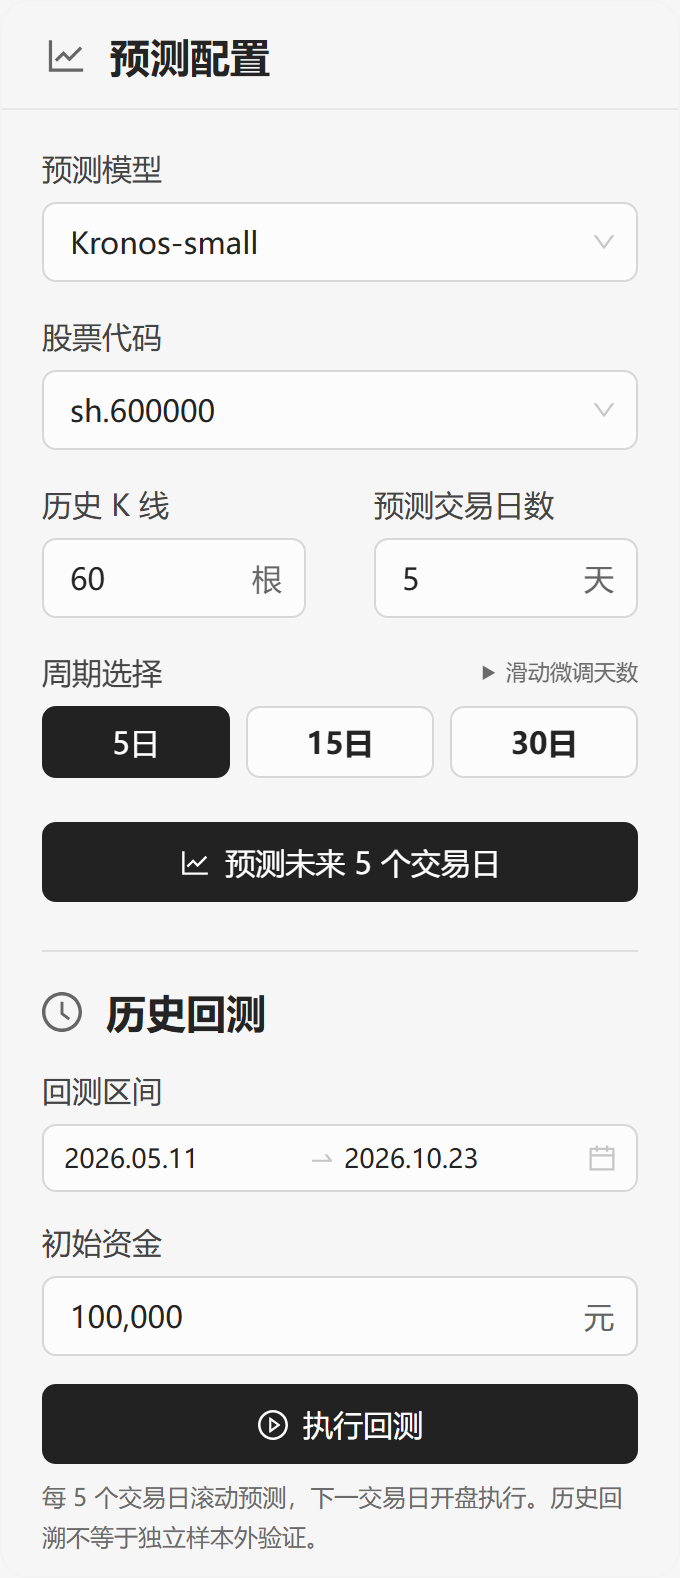 预测配置
预测模型
Kronos-small
股票代码
sh.600000
历史 K 线 预测交易日数
60 根 5 天
周期选择 ▶ 滑动微调天数
5日 15日 30日
预测未来 5 个交易日
历史回测
回测区间
2026.05.11 → 2026.10.23
初始资金
100,000 元
执行回测
每 5 个交易日滚动预测，下一交易日开盘执行。历史回
溯不等于独立样本外验证。